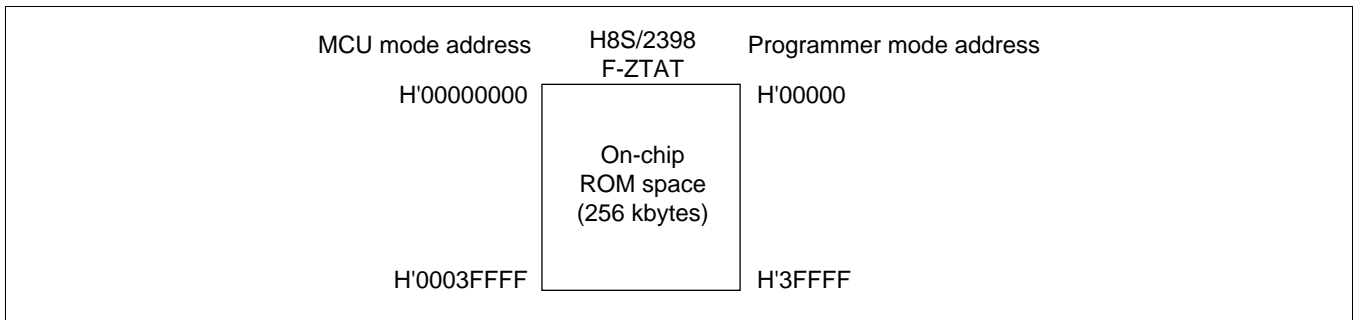 MCU mode address
H8S/2398
F-ZTAT
Programmer mode address
H'00000000
H'00000
On-chip
ROM space
(256 kbytes)
H'0003FFFF
H'3FFFF